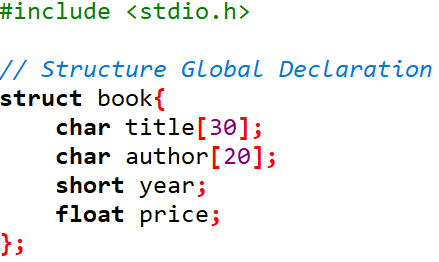 #include <stdio.h>
// Structure Global Declaration
struct book{
    char title[30];
    char author[20];
    short year;
    float price;
};